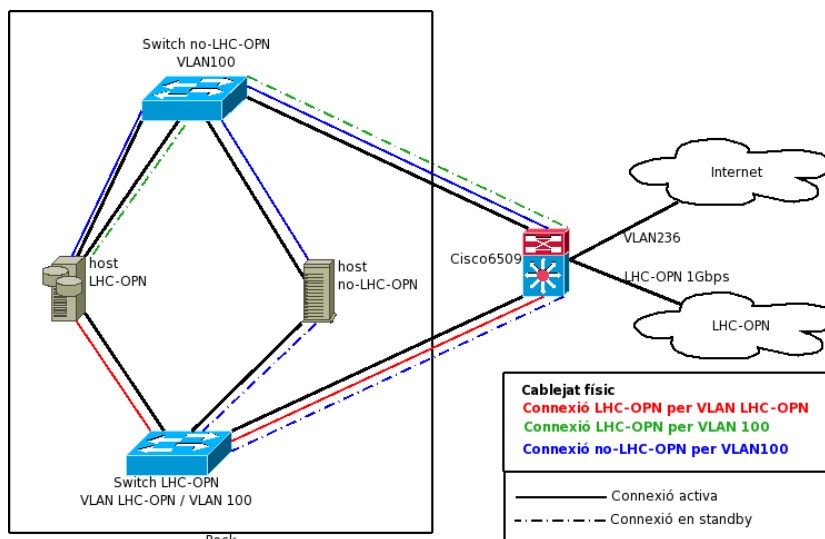 Switch no-LHC-OPN
VLAN100
host
LHC-OPN
host
no-LHC-OPN
Cisco6509
Internet
VLAN236
LHC-OPN 1Gbps
LHC-OPN
Switch LHC-OPN
VLAN LHC-OPN / VLAN 100
Rack
Cablejat físic
Connexió LHC-OPN per VLAN LHC-OPN
Connexió LHC-OPN per VLAN 100
Connexió no-LHC-OPN per VLAN100
Connexió activa
Connexió en standby